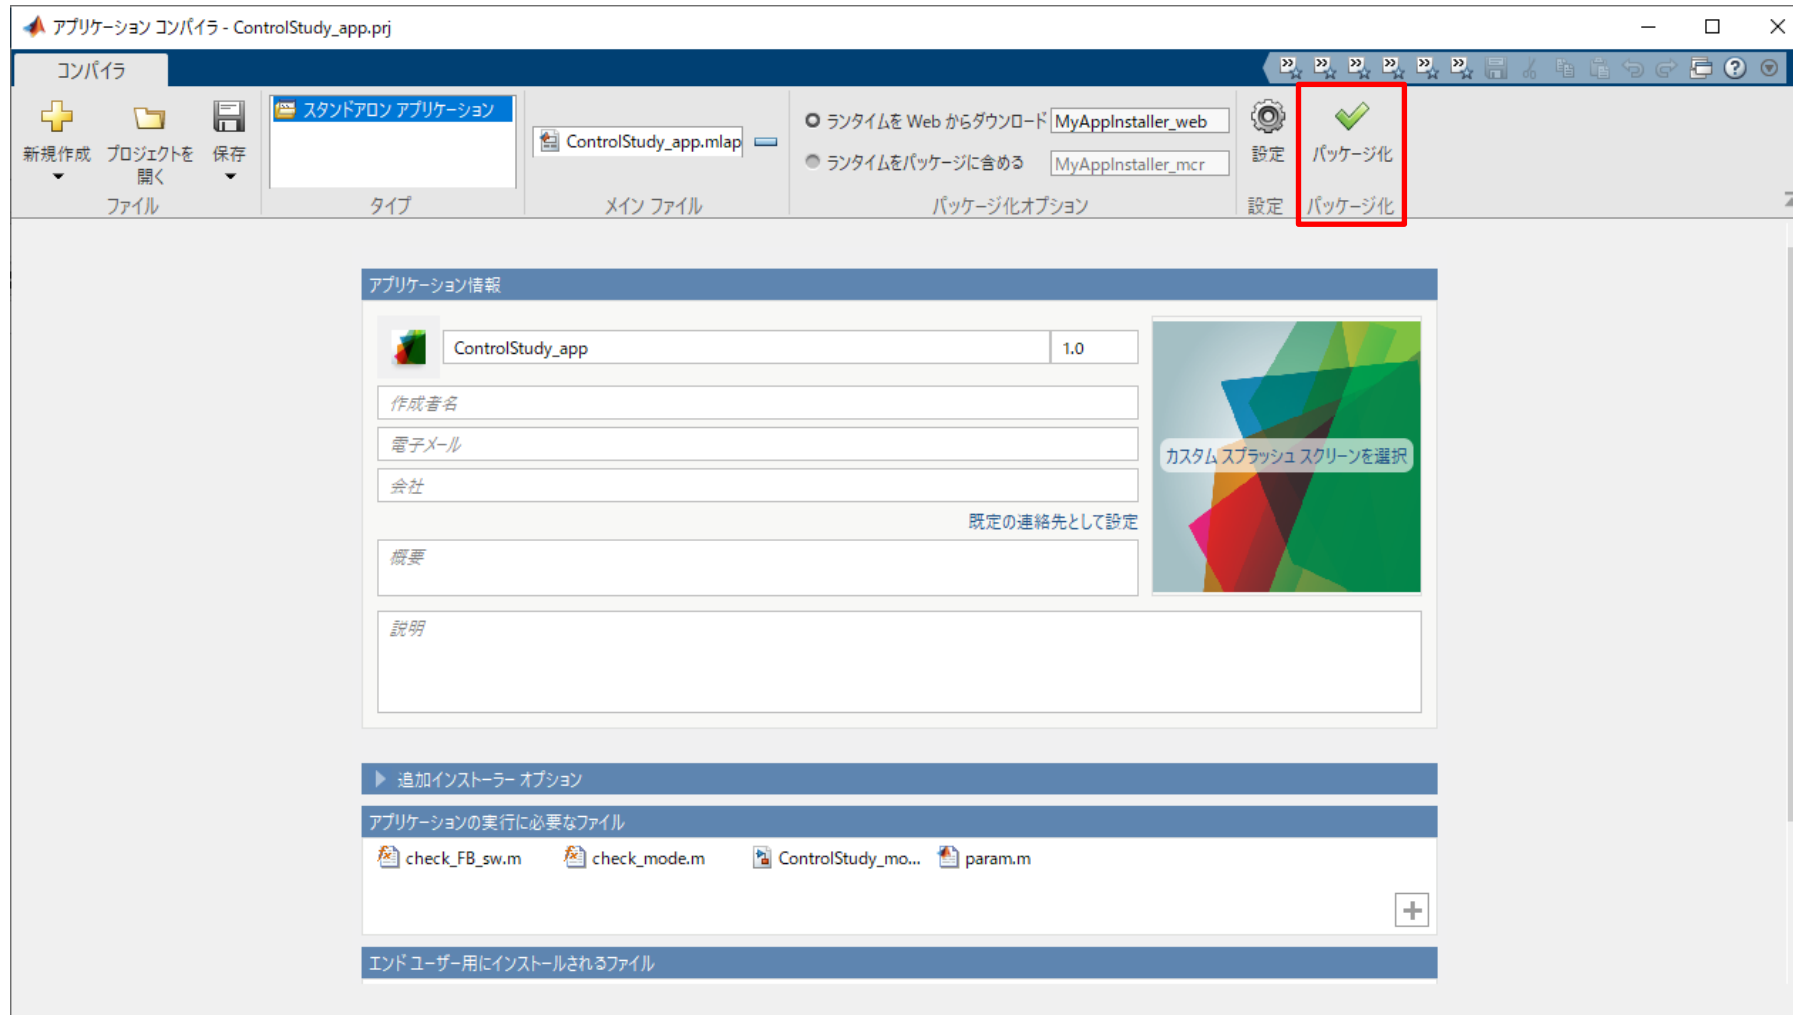 アプリケーション コンパイラ - ControlStudy_app.prj
コンパイラ
新規作成
プロジェクトを
開く
保存
ファイル
スタンドアロン アプリケーション
タイプ
ControlStudy_app.mlap
メイン ファイル
ランタイムを Web からダウンロード
MyAppInstaller_web
ランタイムをパッケージに含める
MyAppInstaller_mcr
パッケージ化オプション
設定
設定
パッケージ化
パッケージ化
アプリケーション情報
ControlStudy_app
1.0
作成者名
電子メール
会社
既定の連絡先として設定
概要
カスタム スプラッシュ スクリーンを選択
説明
追加インストーラー オプション
アプリケーションの実行に必要なファイル
check_FB_sw.m
check_mode.m
ControlStudy_mo...
param.m
エンド ユーザー用にインストールされるファイル